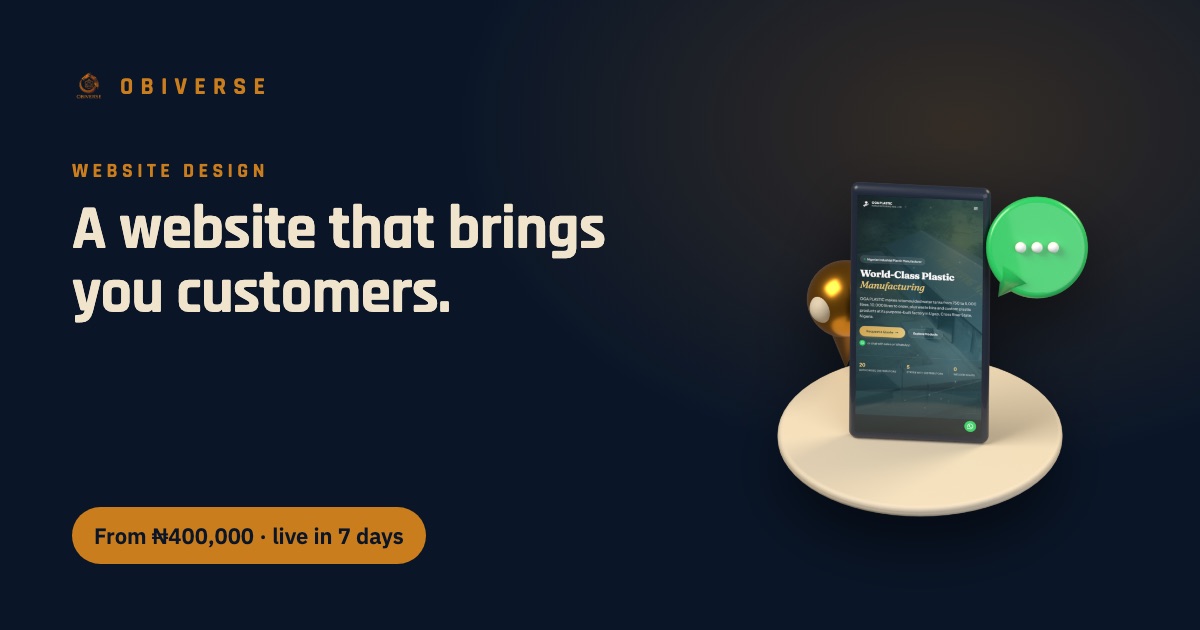 OBIVERSE
OBIVERSE
WEBSITE DESIGN
A website that brings
you customers.
From ₦400,000 · live in 7 days
World-Class Plastic
Manufacturing